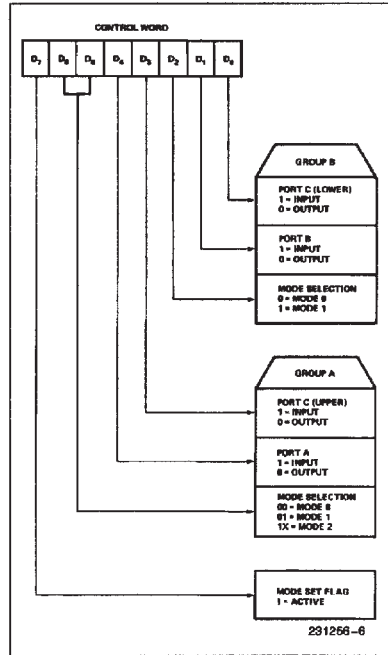 CONTROL WORD
D7 D6 D5 D4 D3 D2 D1 D0
GROUP B
PORT C (LOWER)
1 = INPUT
0 = OUTPUT
PORT B
1 = INPUT
0 = OUTPUT
MODE SELECTION
0 = MODE 0
1 = MODE 1
GROUP A
PORT C (UPPER)
1 = INPUT
0 = OUTPUT
PORT A
1 = INPUT
0 = OUTPUT
MODE SELECTION
00 = MODE 0
01 = MODE 1
1X = MODE 2
MODE SET FLAG
1 = ACTIVE
231256-6